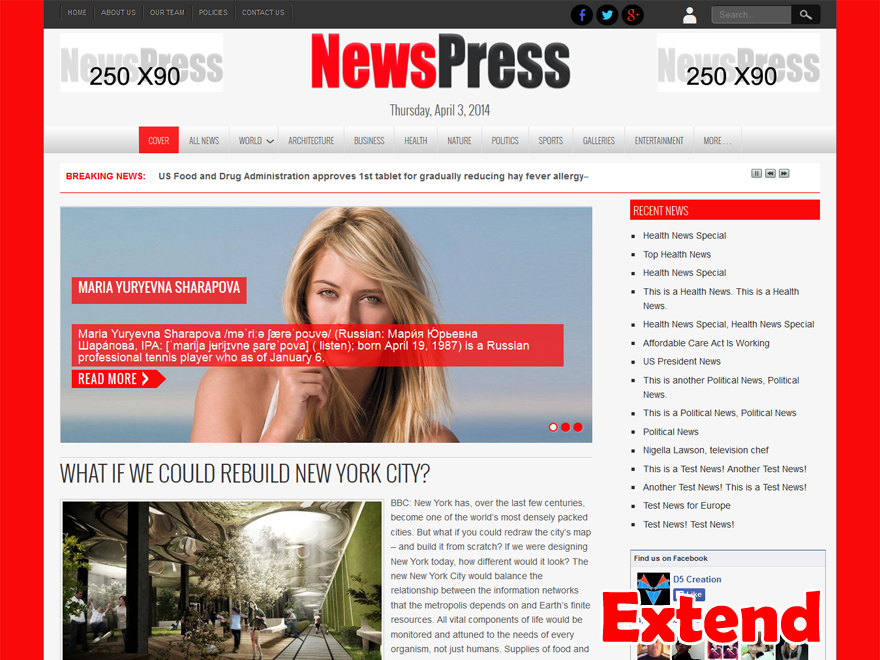 HOME ABOUT US OUR TEAM POLICIES CONTACT US
Search...
NewsPress
250 X90
NewsPress
NewsPress
250 X90
Thursday, April 3, 2014
COVER ALL NEWS WORLD ARCHITECTURE BUSINESS HEALTH NATURE POLITICS SPORTS GALLERIES ENTERTAINMENT MORE . . .
BREAKING NEWS: US Food and Drug Administration approves 1st tablet for gradually reducing hay fever allergy–
MARIA YURYEVNA SHARAPOVA
Maria Yuryevna Sharapova /məˈriːə ʃærəˈpoʊvə/ (Russian: Мари́я Ю́рьевна
Шара́пова, IPA: [ˈmarʲijə jʉrʲjɪvnə ʂɐrapəvə] ( listen); born April 19, 1987) is a Russian
professional tennis player who as of January 6,
READ MORE
RECENT NEWS
Health News Special
Top Health News
Health News Special
This is a Health News. This is a Health
News.
Health News Special, Health News Special
Affordable Care Act Is Working
US President News
This is another Political News, Political
News.
This is a Political News, Political News
Political News
Nigella Lawson, television chef
This is a Test News! Another Test News!
Another Test News! This is a Test News!
Test News for Europe
Test News! Test News!
WHAT IF WE COULD REBUILD NEW YORK CITY?
BBC: New York has, over the last few centuries,
become one of the world's most densely packed
cities. But what if you could redraw the city's map
– and build it from scratch? If we were designing
New York today, how different would it look? The
new New York City would balance the
relationship between the information networks
that the metropolis depends on and Earth's finite
resources. All vital components of life would be
monitored and attuned to the needs of every
organism, not just humans. Supplies of food and
Find us on Facebook
D5 Creation
Like
Extend